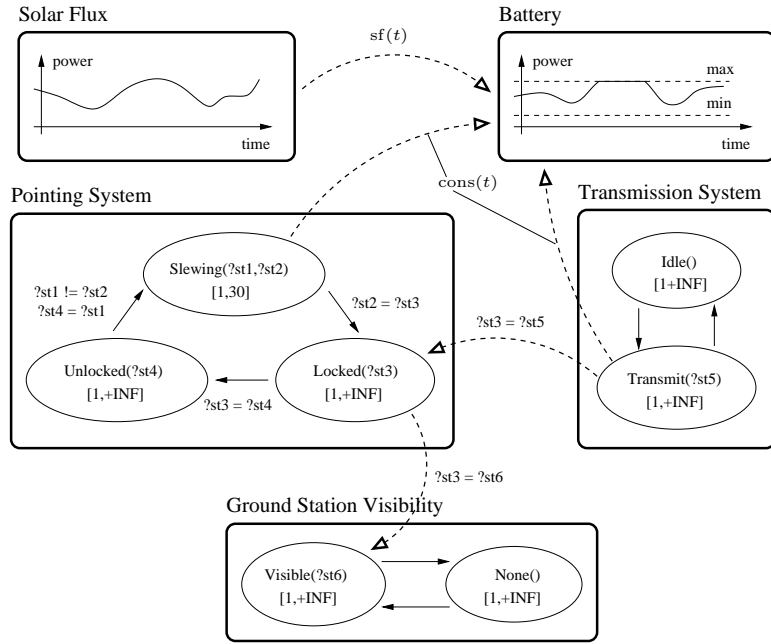 Solar Flux
power
time
sf(t)
Battery
power
max
min
time
cons(t)
Pointing System
Slewing(?st1,?st2)
[1,30]
?st1 != ?st2
?st4 = ?st1
?st2 = ?st3
Unlocked(?st4)
[1,+INF]
Locked(?st3)
[1,+INF]
?st3 = ?st4
Transmission System
Idle()
[1+INF]
?st3 = ?st5
Transmit(?st5)
[1,+INF]
?st3 = ?st6
Ground Station Visibility
Visible(?st6)
[1,+INF]
None()
[1,+INF]